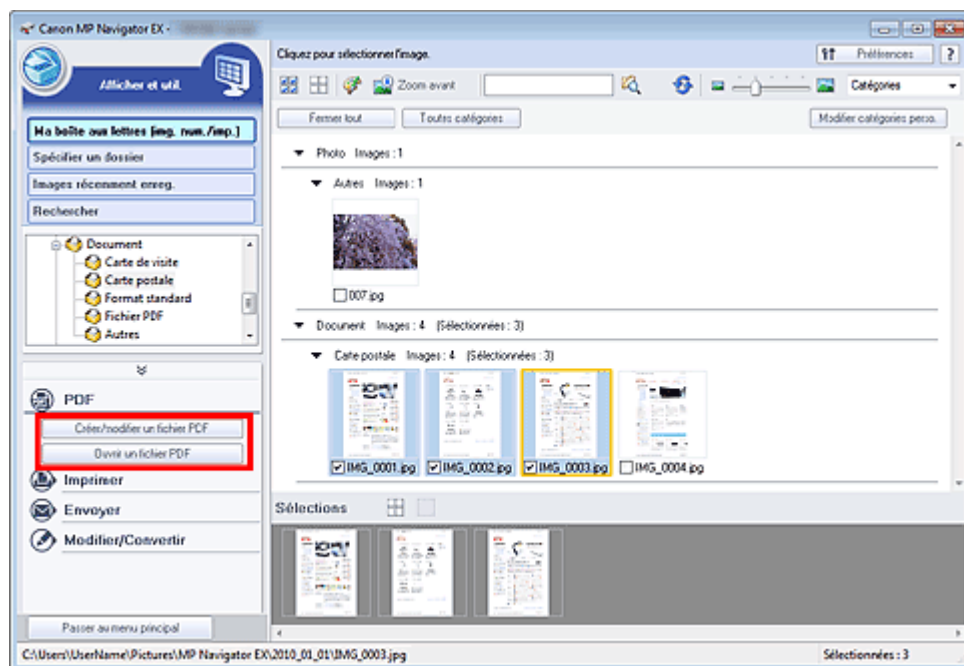 Canon MP Navigator EX -
Afficher et util.
Ma boîte aux lettres [img. num./imp.]
Spécifier un dossier
Images récemment enreg.
Rechercher
Document
Carte de visite
Carte postale
Format standard
Fichier PDF
Autres
PDF
Créer/modifier un fichier PDF
Ouvrir un fichier PDF
Imprimer
Envoyer
Modifier/Convertir
Passer au menu principal
Cliquez pour sélectionner l'image.
Préférences
?
Zoom avant
Catégories
Fermer tout
Toutes catégories
Modifier catégories perso.
Photo Images : 1
Autres Images : 1
007.jpg
Document Images : 4 (Sélectionnées : 3)
Carte postale Images : 4 (Sélectionnées : 3)
IMG_0001.jpg
IMG_0002.jpg
IMG_0003.jpg
IMG_0004.jpg
Sélections
C:\Users\UserName\Pictures\MP Navigator EX\2010_01_01\IMG_0003.jpg
Sélectionnées : 3